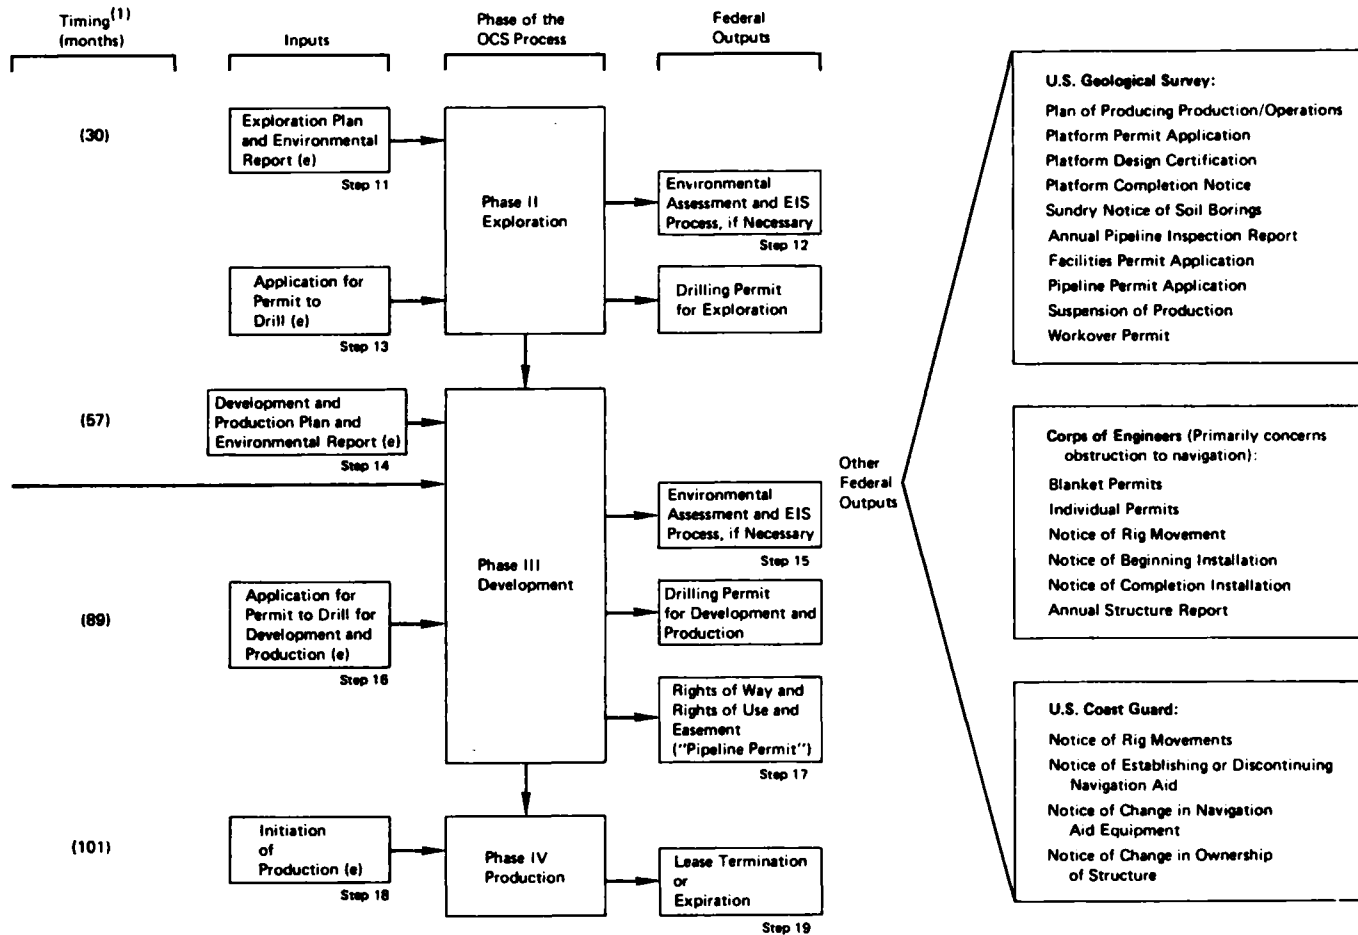 Timing(1)
(months)
Inputs
Phase of the
OCS Process
Federal
Outputs
(30)
Exploration Plan
and Environmental
Report (e)
Step 11
Phase II
Exploration
Environmental
Assessment and EIS
Process, if Necessary
Step 12
Application for
Permit to
Drill (e)
Step 13
Drilling Permit
for Exploration
(57)
Development and
Production Plan and
Environmental Report (e)
Step 14
Phase III
Development
Environmental
Assessment and EIS
Process, if Necessary
Step 15
(89)
Application for
Permit to Drill for
Development and
Production (e)
Step 16
Drilling Permit
for Development and
Production
Rights of Way and
Rights of Use and
Easement
("Pipeline Permit")
Step 17
(101)
Initiation
of
Production (e)
Step 18
Phase IV
Production
Lease Termination
or
Expiration
Step 19
Other
Federal
Outputs
U.S. Geological Survey:
Plan of Producing Production/Operations
Platform Permit Application
Platform Design Certification
Platform Completion Notice
Sundry Notice of Soil Borings
Annual Pipeline Inspection Report
Facilities Permit Application
Pipeline Permit Application
Suspension of Production
Workover Permit
Corps of Engineers (Primarily concerns
obstruction to navigation):
Blanket Permits
Individual Permits
Notice of Rig Movement
Notice of Beginning Installation
Notice of Completion Installation
Annual Structure Report
U.S. Coast Guard:
Notice of Rig Movements
Notice of Establishing or Discontinuing
Navigation Aid
Notice of Change in Navigation
Aid Equipment
Notice of Change in Ownership
of Structure